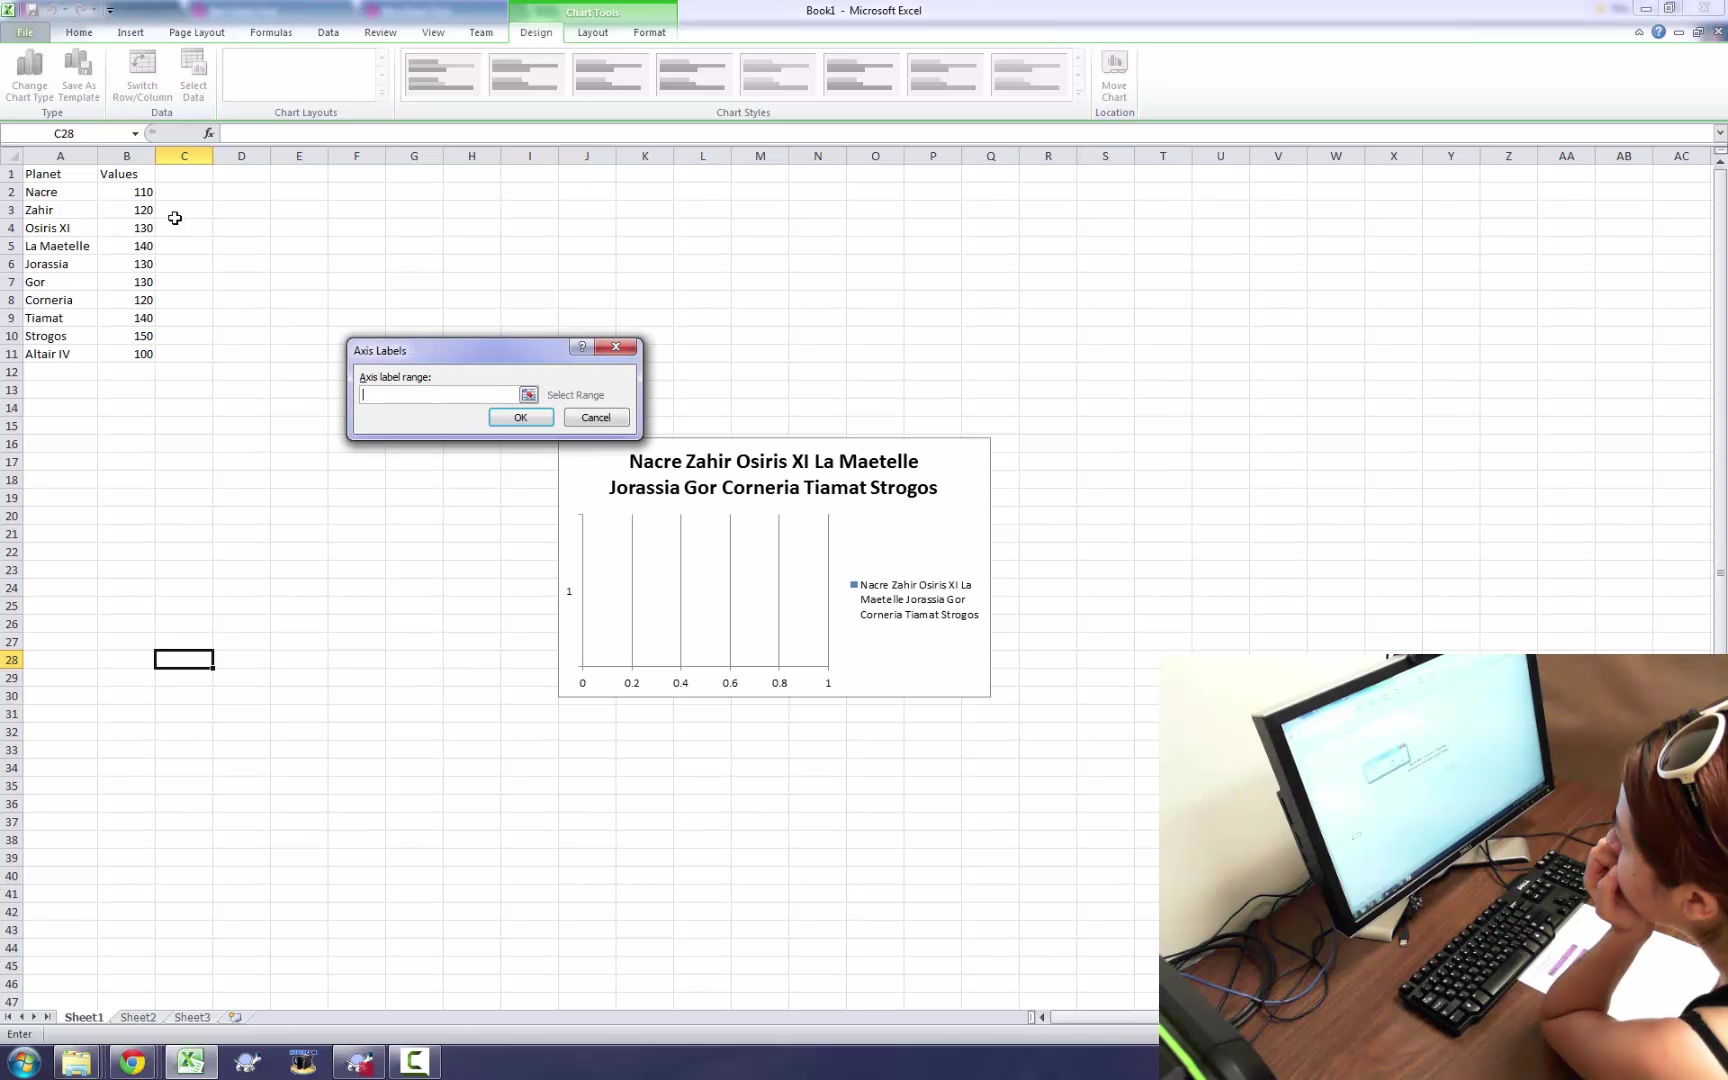 Chart Tools
Book1 - Microsoft Excel
File Home Insert Page Layout Formulas Data Review View Team Design Layout Format
Change Chart Type
Save As Template
Switch Row/Column
Select Data
Move Chart
Type Data Chart Layouts Chart Styles Location
C28 fx
A B C D E F G H I J K L M N O P Q R S T U V W X Y Z AA AB AC
1 Planet Values
2 Nacre 110
3 Zahir 120
4 Osiris XI 130
5 La Maetelle 140
6 Jorassia 130
7 Gor 130
8 Corneria 120
9 Tiamat 140
10 Strogos 150
11 Altair IV 100
12
13
14
15
16
17
18
19
20
21
22
23
24
25
26
27
28
29
30
31
32
33
34
35
36
37
38
39
40
41
42
43
44
45
46
47
Axis Labels
Axis label range:
Select Range
OK Cancel
Nacre Zahir Osiris XI La Maetelle
Jorassia Gor Corneria Tiamat Strogos
1
Nacre Zahir Osiris XI La
Maetelle Jorassia Gor
Corneria Tiamat Strogos
0 0.2 0.4 0.6 0.8 1
Sheet1 Sheet2 Sheet3
Enter